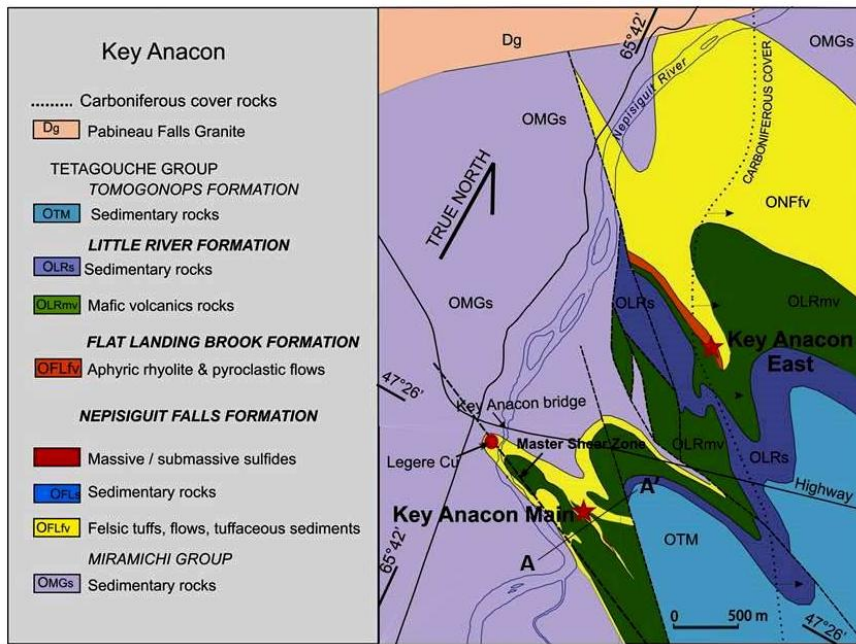 Key Anacon
Carboniferous cover rocks
Dg Pabineau Falls Granite
TETAGOUCHE GROUP
TOMOGONOPS FORMATION
OTM Sedimentary rocks
LITTLE RIVER FORMATION
OLRs Sedimentary rocks
OLRmv Mafic volcanics rocks
FLAT LANDING BROOK FORMATION
OFLfv Aphyric rhyolite & pyroclastic flows
NEPISIGUIT FALLS FORMATION
Massive / submassive sulfides
OFLs Sedimentary rocks
OFLfv Felsic tuffs, flows, tuffaceous sediments
MIRAMICHI GROUP
OMGs Sedimentary rocks
Dg
65°42'
OMGs
Nepisiguit River
OMGs
CARBONIFEROUS COVER
TRUE NORTH
ONFfv
OMGs
OLRs
OLRmv
Key Anacon
East
47°26'
Key Anacon bridge
Master Shear Zone
OLRmv
OLRs
Legere Cu
Highway
A'
Key Anacon Main
OTM
A
65°42'
0 500 m
47°26'